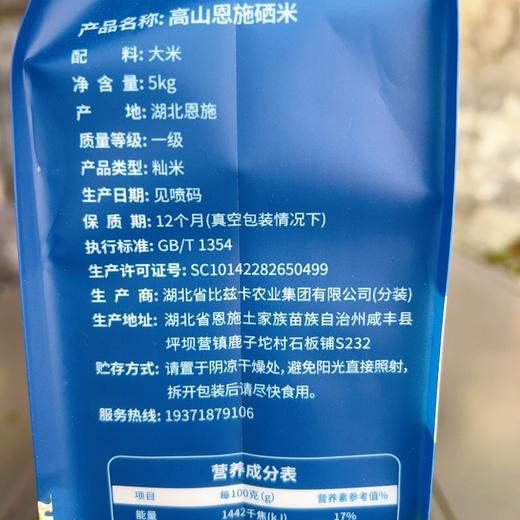 产品名称: 高山恩施硒米
配 料: 大米
净含量: 5kg
产 地: 湖北恩施
质量等级: 一级
产品类型: 籼米
生产日期: 见喷码
保质期: 12个月(真空包装情况下)
执行标准: GB/T 1354
生产许可证号: SC10142282650499
生产商: 湖北省比兹卡农业集团有限公司(分装)
生产地址: 湖北省恩施土家族苗族自治州咸丰县
坪坝营镇鹿子坨村石板铺S232
贮存方式: 请置于阴凉干燥处,避免阳光直接照射,
拆开包装后请尽快食用。
服务热线: 19371879106
营养成分表
项目 每100克(g) 营养素参考值%
能量 1442千焦(kJ) 17%